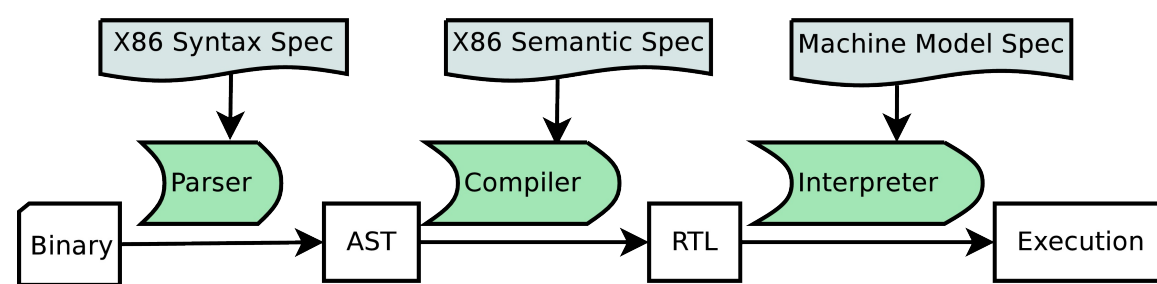 X86 Syntax Spec
X86 Semantic Spec
Machine Model Spec
Parser
Compiler
Interpreter
Binary
AST
RTL
Execution